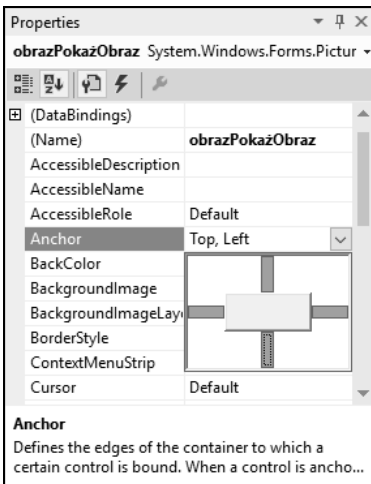 Properties
obrazPokażObraz System.Windows.Forms.Pictur
(DataBindings)
(Name) obrazPokażObraz
AccessibleDescription
AccessibleName
AccessibleRole Default
Anchor Top, Left
BackColor
BackgroundImage
BackgroundImageLay
BorderStyle
ContextMenuStrip
Cursor Default
Anchor
Defines the edges of the container to which a
certain control is bound. When a control is ancho...